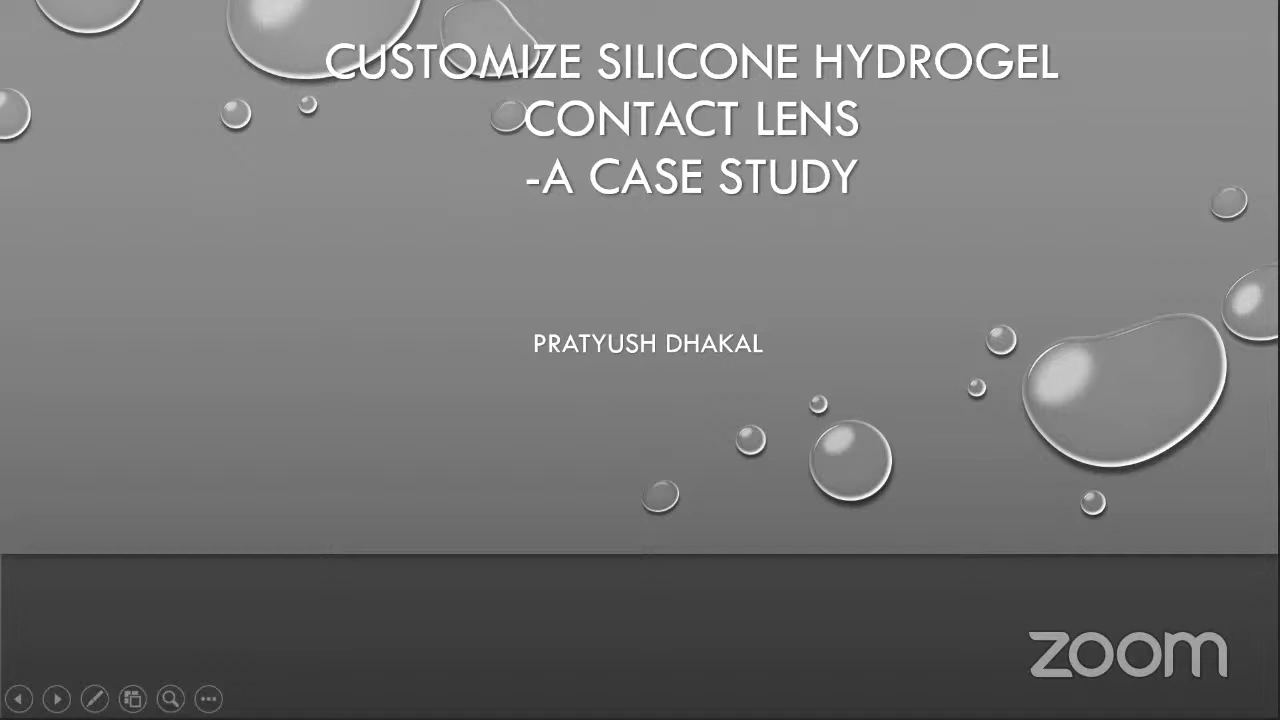 CUSTOMIZE SILICONE HYDROGEL
CONTACT LENS
-A CASE STUDY
PRATYUSH DHAKAL
zoom